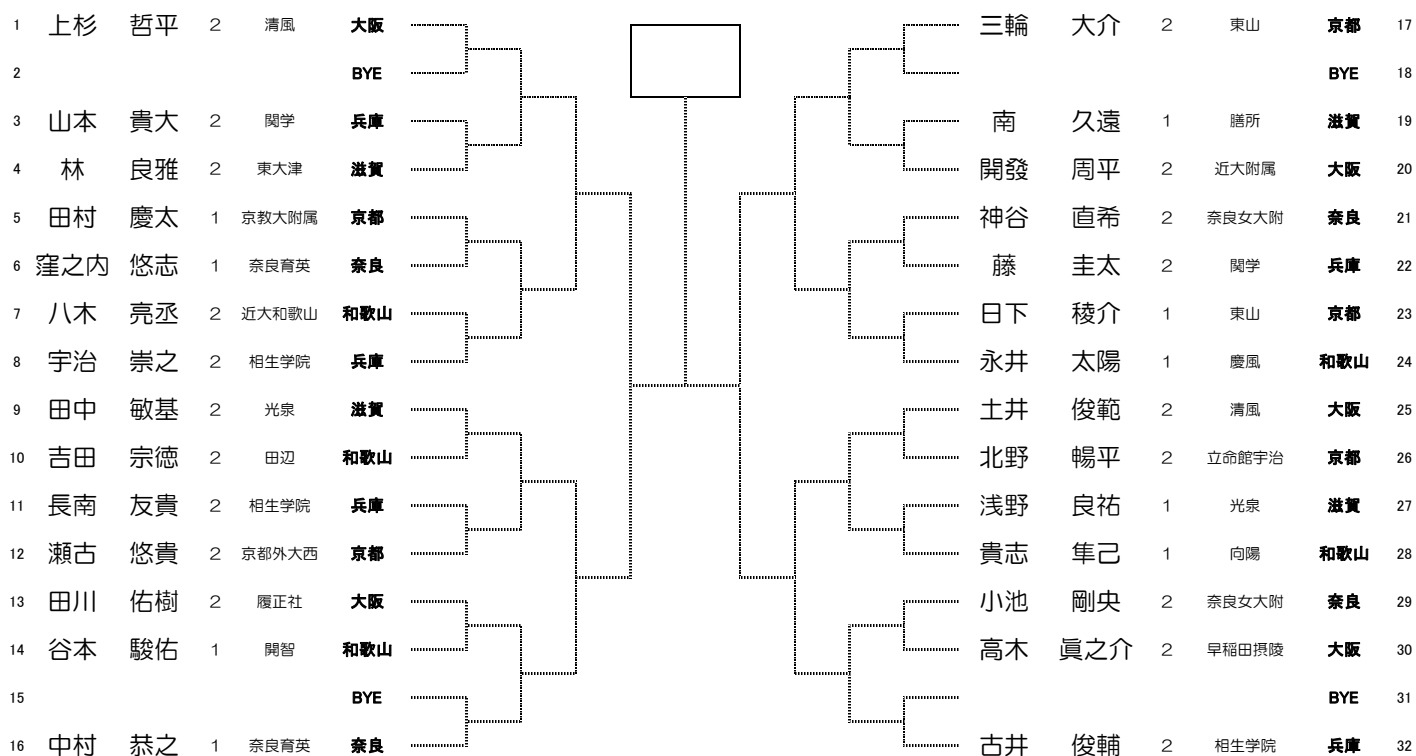 1 上杉 哲平 2 清風 大阪
2 BYE
3 山本 貴大 2 関学 兵庫
4 林 良雅 2 東大津 滋賀
5 田村 慶太 1 京教大附属 京都
6 窪之内 悠志 1 奈良育英 奈良
7 八木 亮丞 2 近大和歌山 和歌山
8 宇治 崇之 2 相生学院 兵庫
9 田中 敏基 2 光泉 滋賀
10 吉田 宗徳 2 田辺 和歌山
11 長南 友貴 2 相生学院 兵庫
12 瀬古 悠貴 2 京都外大西 京都
13 田川 佑樹 2 履正社 大阪
14 谷本 駿佑 1 開智 和歌山
15 BYE
16 中村 恭之 1 奈良育英 奈良
三輪 大介 2 東山 京都 17
BYE 18
南 久遠 1 膳所 滋賀 19
開發 周平 2 近大附属 大阪 20
神谷 直希 2 奈良女大附 奈良 21
藤 圭太 2 関学 兵庫 22
日下 稜介 1 東山 京都 23
永井 太陽 1 慶風 和歌山 24
土井 俊範 2 清風 大阪 25
北野 暢平 2 立命館宇治 京都 26
浅野 良祐 1 光泉 滋賀 27
貴志 隼己 1 向陽 和歌山 28
小池 剛央 2 奈良女大附 奈良 29
高木 眞之介 2 早稲田摂陵 大阪 30
BYE 31
古井 俊輔 2 相生学院 兵庫 32